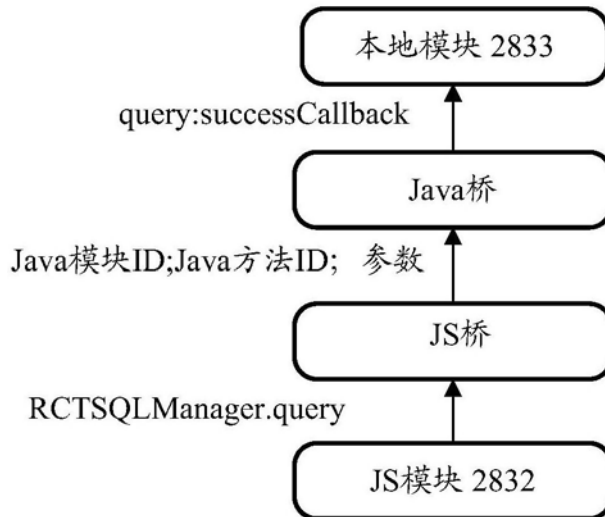 本地模块 2833
query:successCallback
Java桥
Java模块ID;Java方法ID; 参数
JS桥
RCTSQLManager.query
JS模块 2832